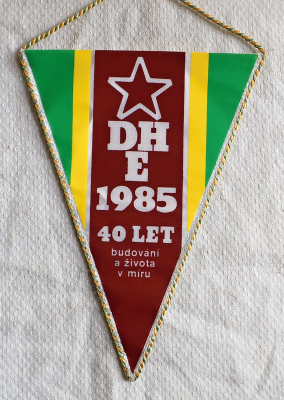 DH
E
1985
40 LET
budování
a života
v míru